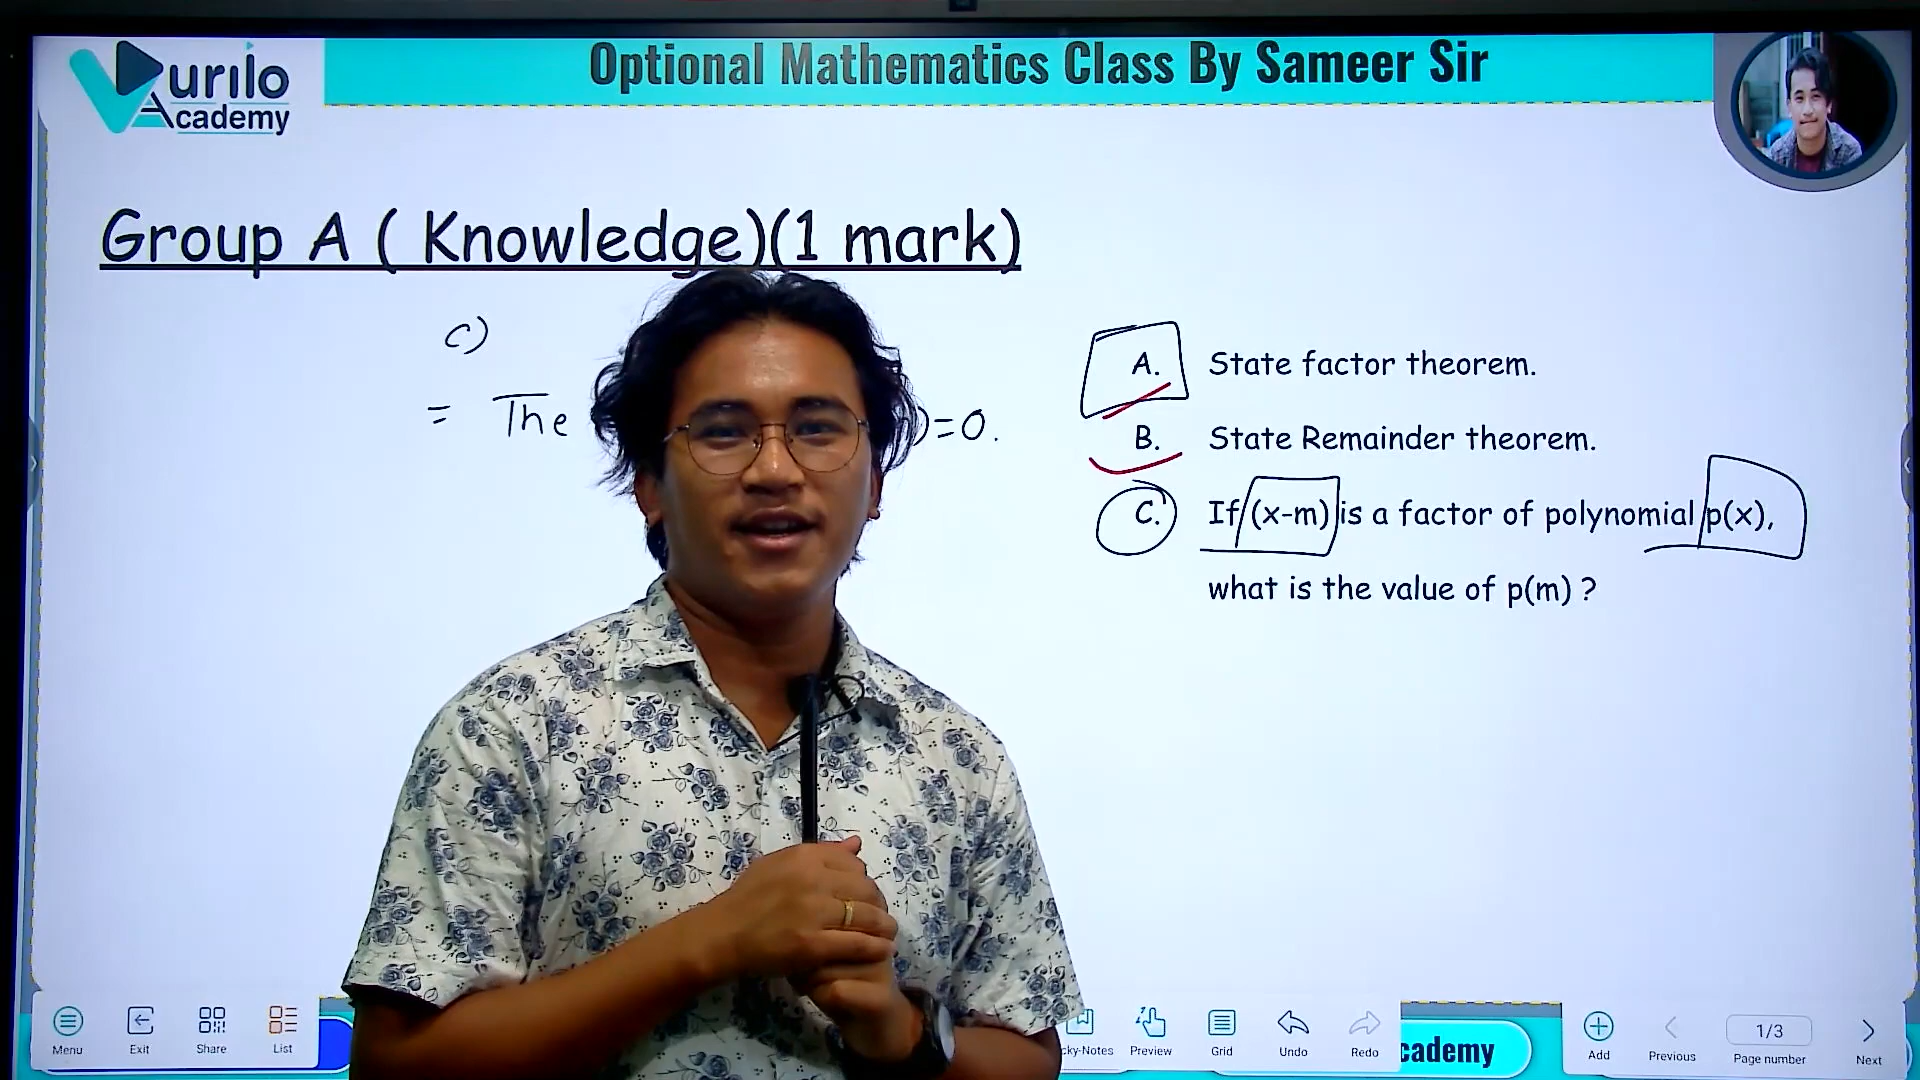 Optional Mathematics Class By Sameer Sir
urilo
Academy
Group A ( Knowledge)(1 mark)
c)
= The )=0.
A. State factor theorem.
B. State Remainder theorem.
C. If (x-m) is a factor of polynomial p(x),
what is the value of p(m) ?
Menu
Exit
Share
List
cky-Notes
Preview
Grid
Undo
Redo
cademy
Add
Previous
1/3
Page number
Next